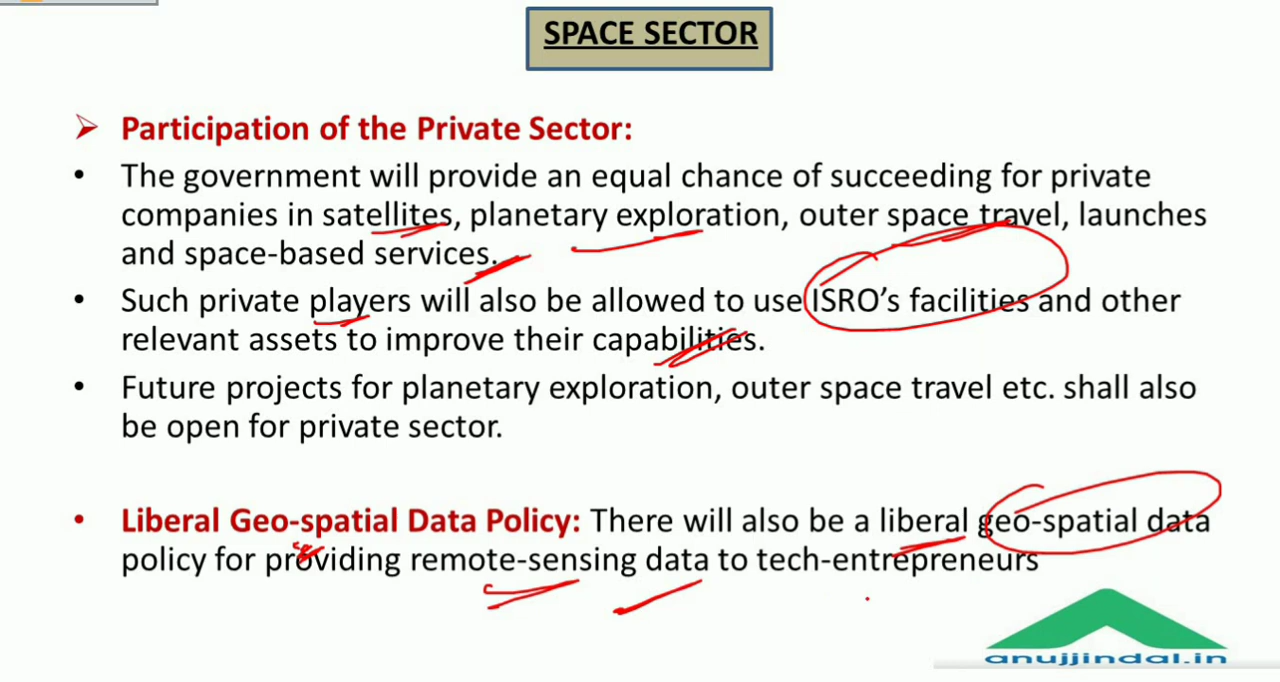 SPACE SECTOR
➢ Participation of the Private Sector:
• The government will provide an equal chance of succeeding for private
companies in satellites, planetary exploration, outer space travel, launches
and space-based services.
• Such private players will also be allowed to use ISRO’s facilities and other
relevant assets to improve their capabilities.
• Future projects for planetary exploration, outer space travel etc. shall also
be open for private sector.
• Liberal Geo-spatial Data Policy: There will also be a liberal geo-spatial data
policy for providing remote-sensing data to tech-entrepreneurs
anujjindal.in